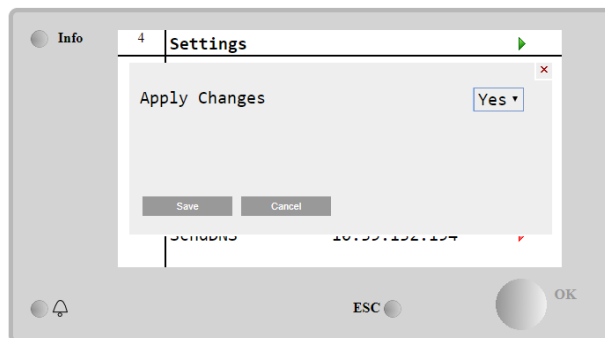 Info
4
Settings
Apply Changes
Yes
Save
Cancel
ESC
OK